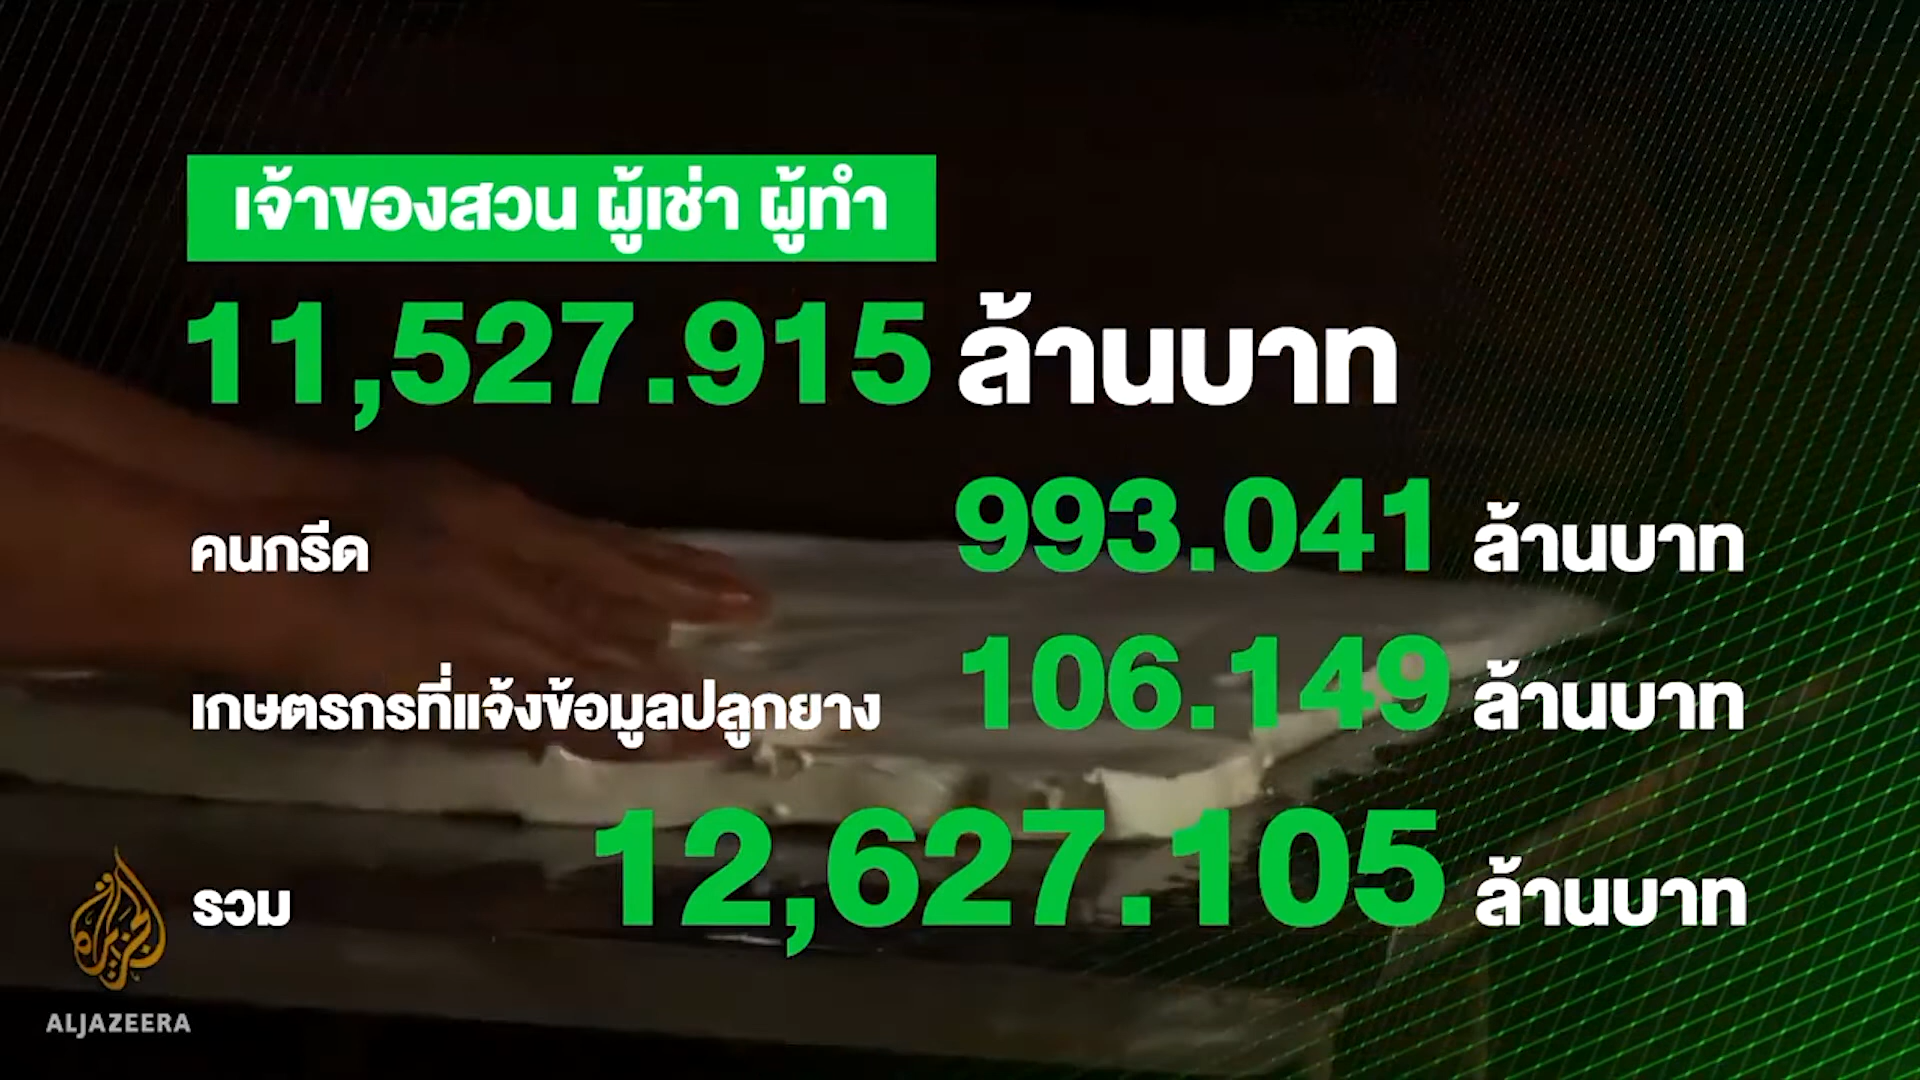 เจ้าของสวน ผู้เช่า ผู้ทำ
11,527.915 ล้านบาท
คนกรีด 993.041 ล้านบาท
เกษตรกรที่แจ้งข้อมูลปลูกยาง 106.149 ล้านบาท
รวม 12,627.105 ล้านบาท
الجزيرة
ALJAZEERA